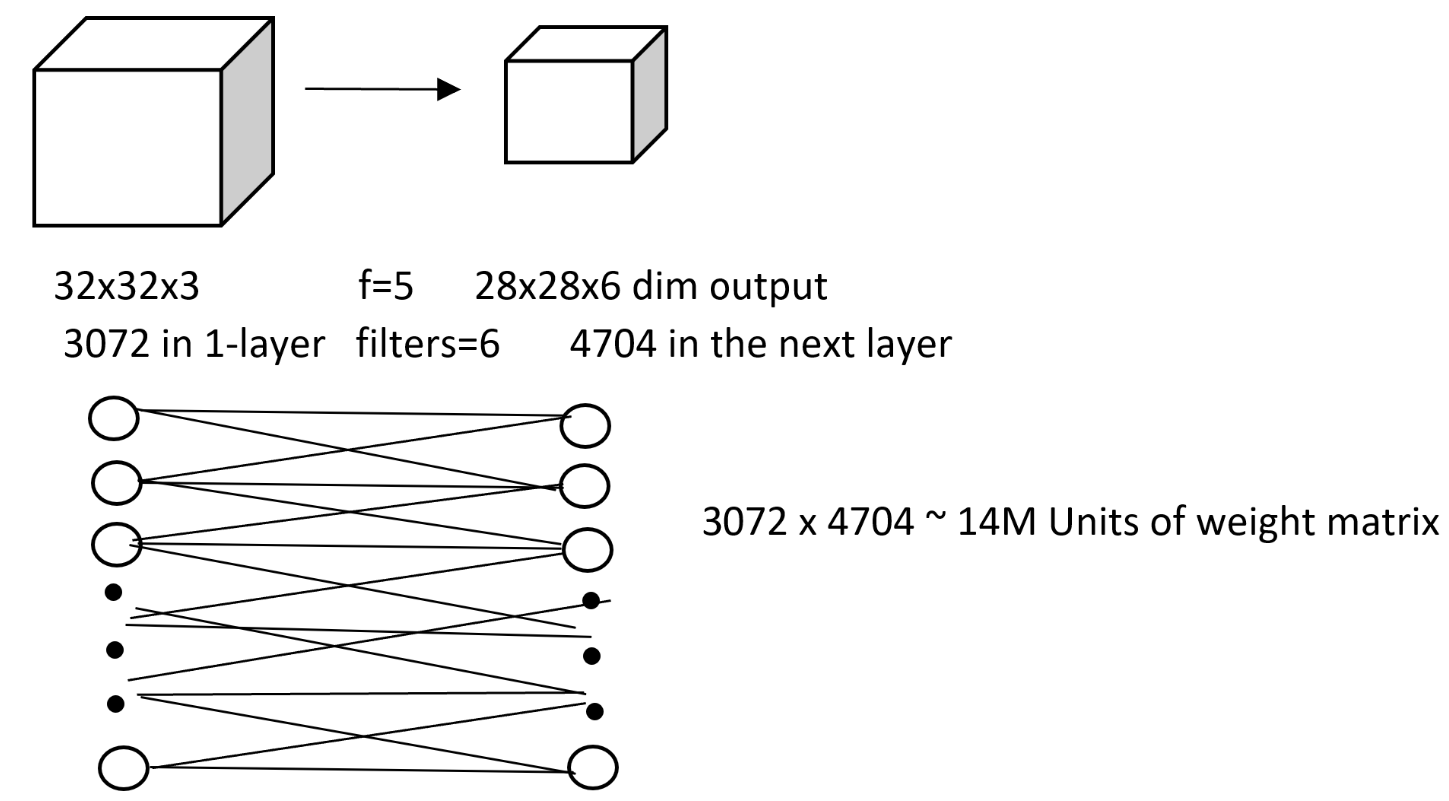 32x32x3 f=5 28x28x6 dim output
3072 in 1-layer filters=6 4704 in the next layer
3072 x 4704 ~ 14M Units of weight matrix